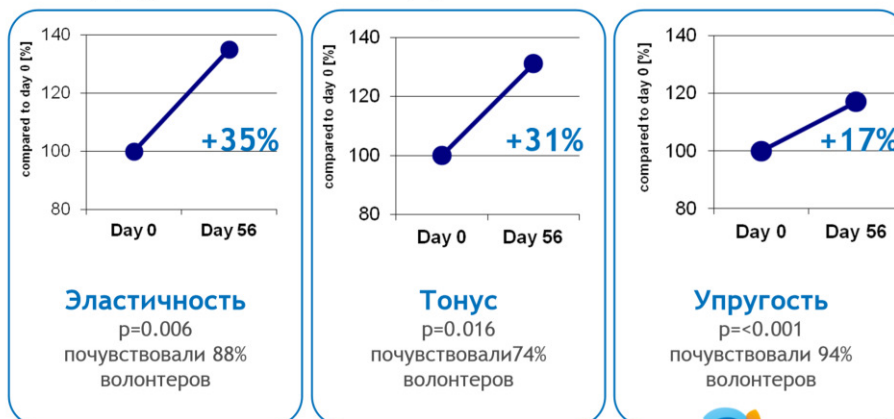 compared to day 0 [%]
140
120
100
80
+35%
Day 0 Day 56
Эластичность
p=0.006
почувствовали 88%
волонтеров
compared to day 0 [%]
140
120
100
80
+31%
Day 0 Day 56
Тонус
p=0.016
почувствовали74%
волонтеров
compared to day 0 [%]
140
120
100
80
+17%
Day 0 Day 56
Упругость
p=<0.001
почувствовали 94%
волонтеров